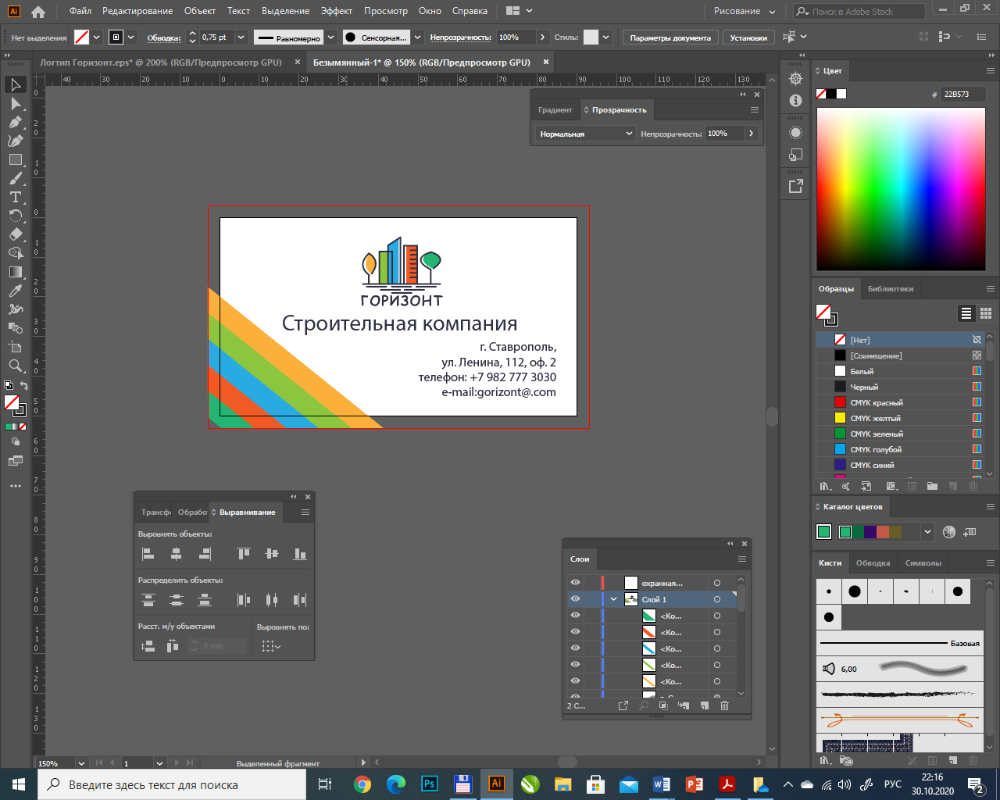 Ai Файл Редактирование Объект Текст Выделение Эффект Просмотр Окно Справка Рисование Поиск в Adobe Stock
Нет выделения Обводка: 0,75 pt Равномерно Сенсорная... Непрозрачность: 100% Стиль: Параметры документа Установки
Логтип Горизонт.eps* @ 200% (RGB/Предпросмотр GPU) Безымянный-1* @ 150% (RGB/Предпросмотр GPU)
40 30 20 10 0 10 20 30 40 50 60 70 80 90 100 110 120 130
Градиент Прозрачность
Нормальная Непрозрачность: 100%
ГОРИЗОНТ
Строительная компания
г. Ставрополь,
ул. Ленина, 112, оф. 2
телефон: +7 982 777 3030
e-mail:gorizont@.com
Трансф Обработ Выравнивание
Выровнять объекты:
Распределить объекты:
Расст. м/у объектами Выровнять по:
0 mm
Слои
охранная...
Слой 1
<Ко...
<Ко...
<Ко...
<Ко...
<Ко...
2 С...
Цвет
# 22B573
Образцы Библиотеки
[Нет]
[Совмещение]
Белый
Черный
CMYK красный
CMYK желтый
CMYK зеленый
CMYK голубой
CMYK синий
Каталог цветов
Кисти Обводка Символы
Базовая
6,00
150% 1 Выделенный фрагмент
Введите здесь текст для поиска
Ps Ai РУС 22:16
30.10.2020 2